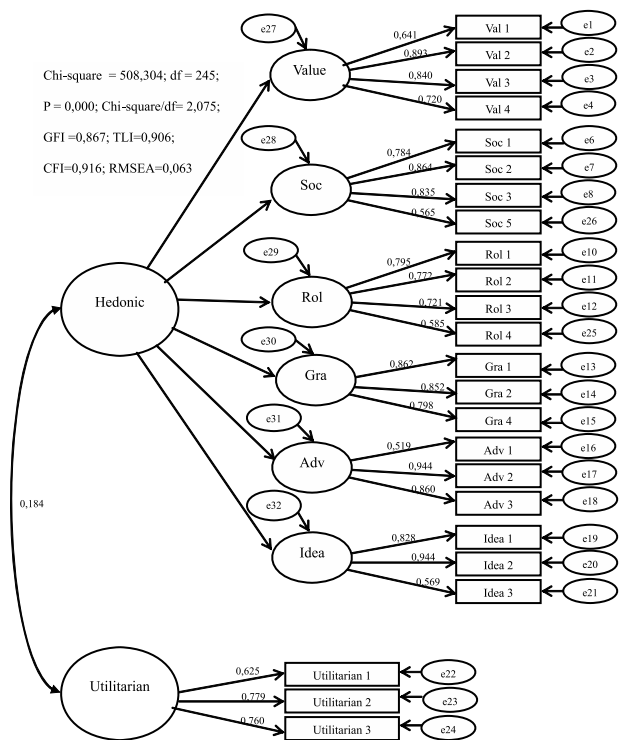 e27
0,641
Val 1
e1
Chi-square = 508,304; df = 245;
P = 0,000; Chi-square/df= 2,075;
GFI =0,867; TLI=0,906;
CFI=0,916; RMSEA=0,063
Value
0,893
Val 2
e2
0,840
Val 3
e3
0,720
Val 4
e4
e28
Soc
0,784
Soc 1
e6
0,864
Soc 2
e7
0,835
Soc 3
e8
0,565
Soc 5
e26
Hedonic
e29
Rol
0,795
Rol 1
e10
0,772
Rol 2
e11
0,721
Rol 3
e12
0,585
Rol 4
e25
e30
Gra
0,862
Gra 1
e13
0,852
Gra 2
e14
0,798
Gra 4
e15
e31
Adv
0,519
Adv 1
e16
0,944
Adv 2
e17
0,860
Adv 3
e18
e32
Idea
0,828
Idea 1
e19
0,944
Idea 2
e20
0,569
Idea 3
e21
0,184
Utilitarian
0,625
Utilitarian 1
e22
0,779
Utilitarian 2
e23
0,760
Utilitarian 3
e24